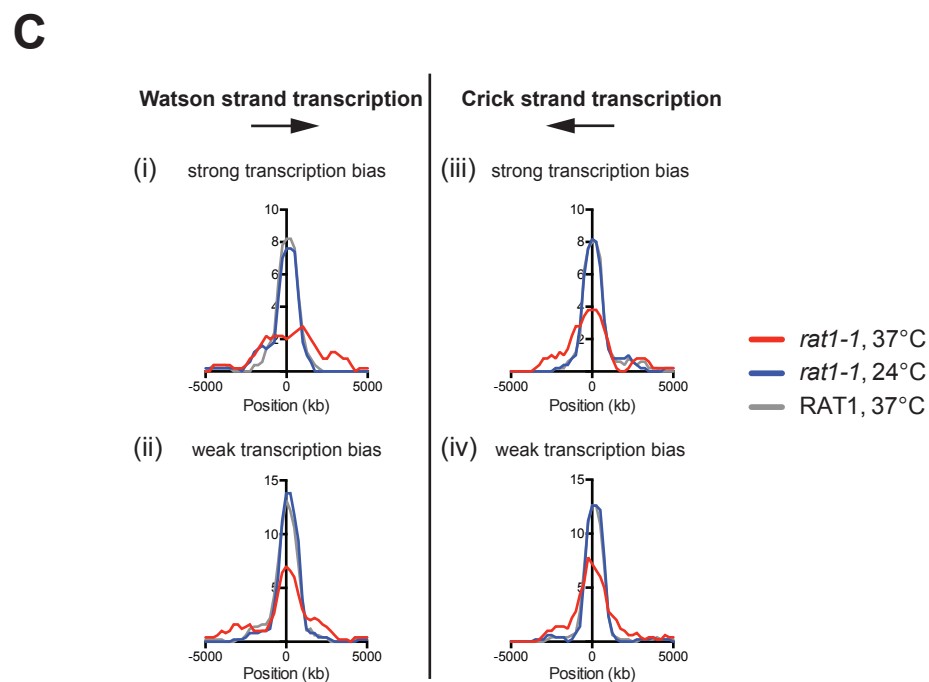 C
Watson strand transcription
Crick strand transcription
(i) strong transcription bias
10
8
6
4
2
-5000 0 5000
Position (kb)
(iii) strong transcription bias
10
8
6
4
2
-5000 0 5000
Position (kb)
rat1-1, 37°C
rat1-1, 24°C
RAT1, 37°C
(ii) weak transcription bias
15
10
5
-5000 0 5000
Position (kb)
(iv) weak transcription bias
15
10
5
-5000 0 5000
Position (kb)